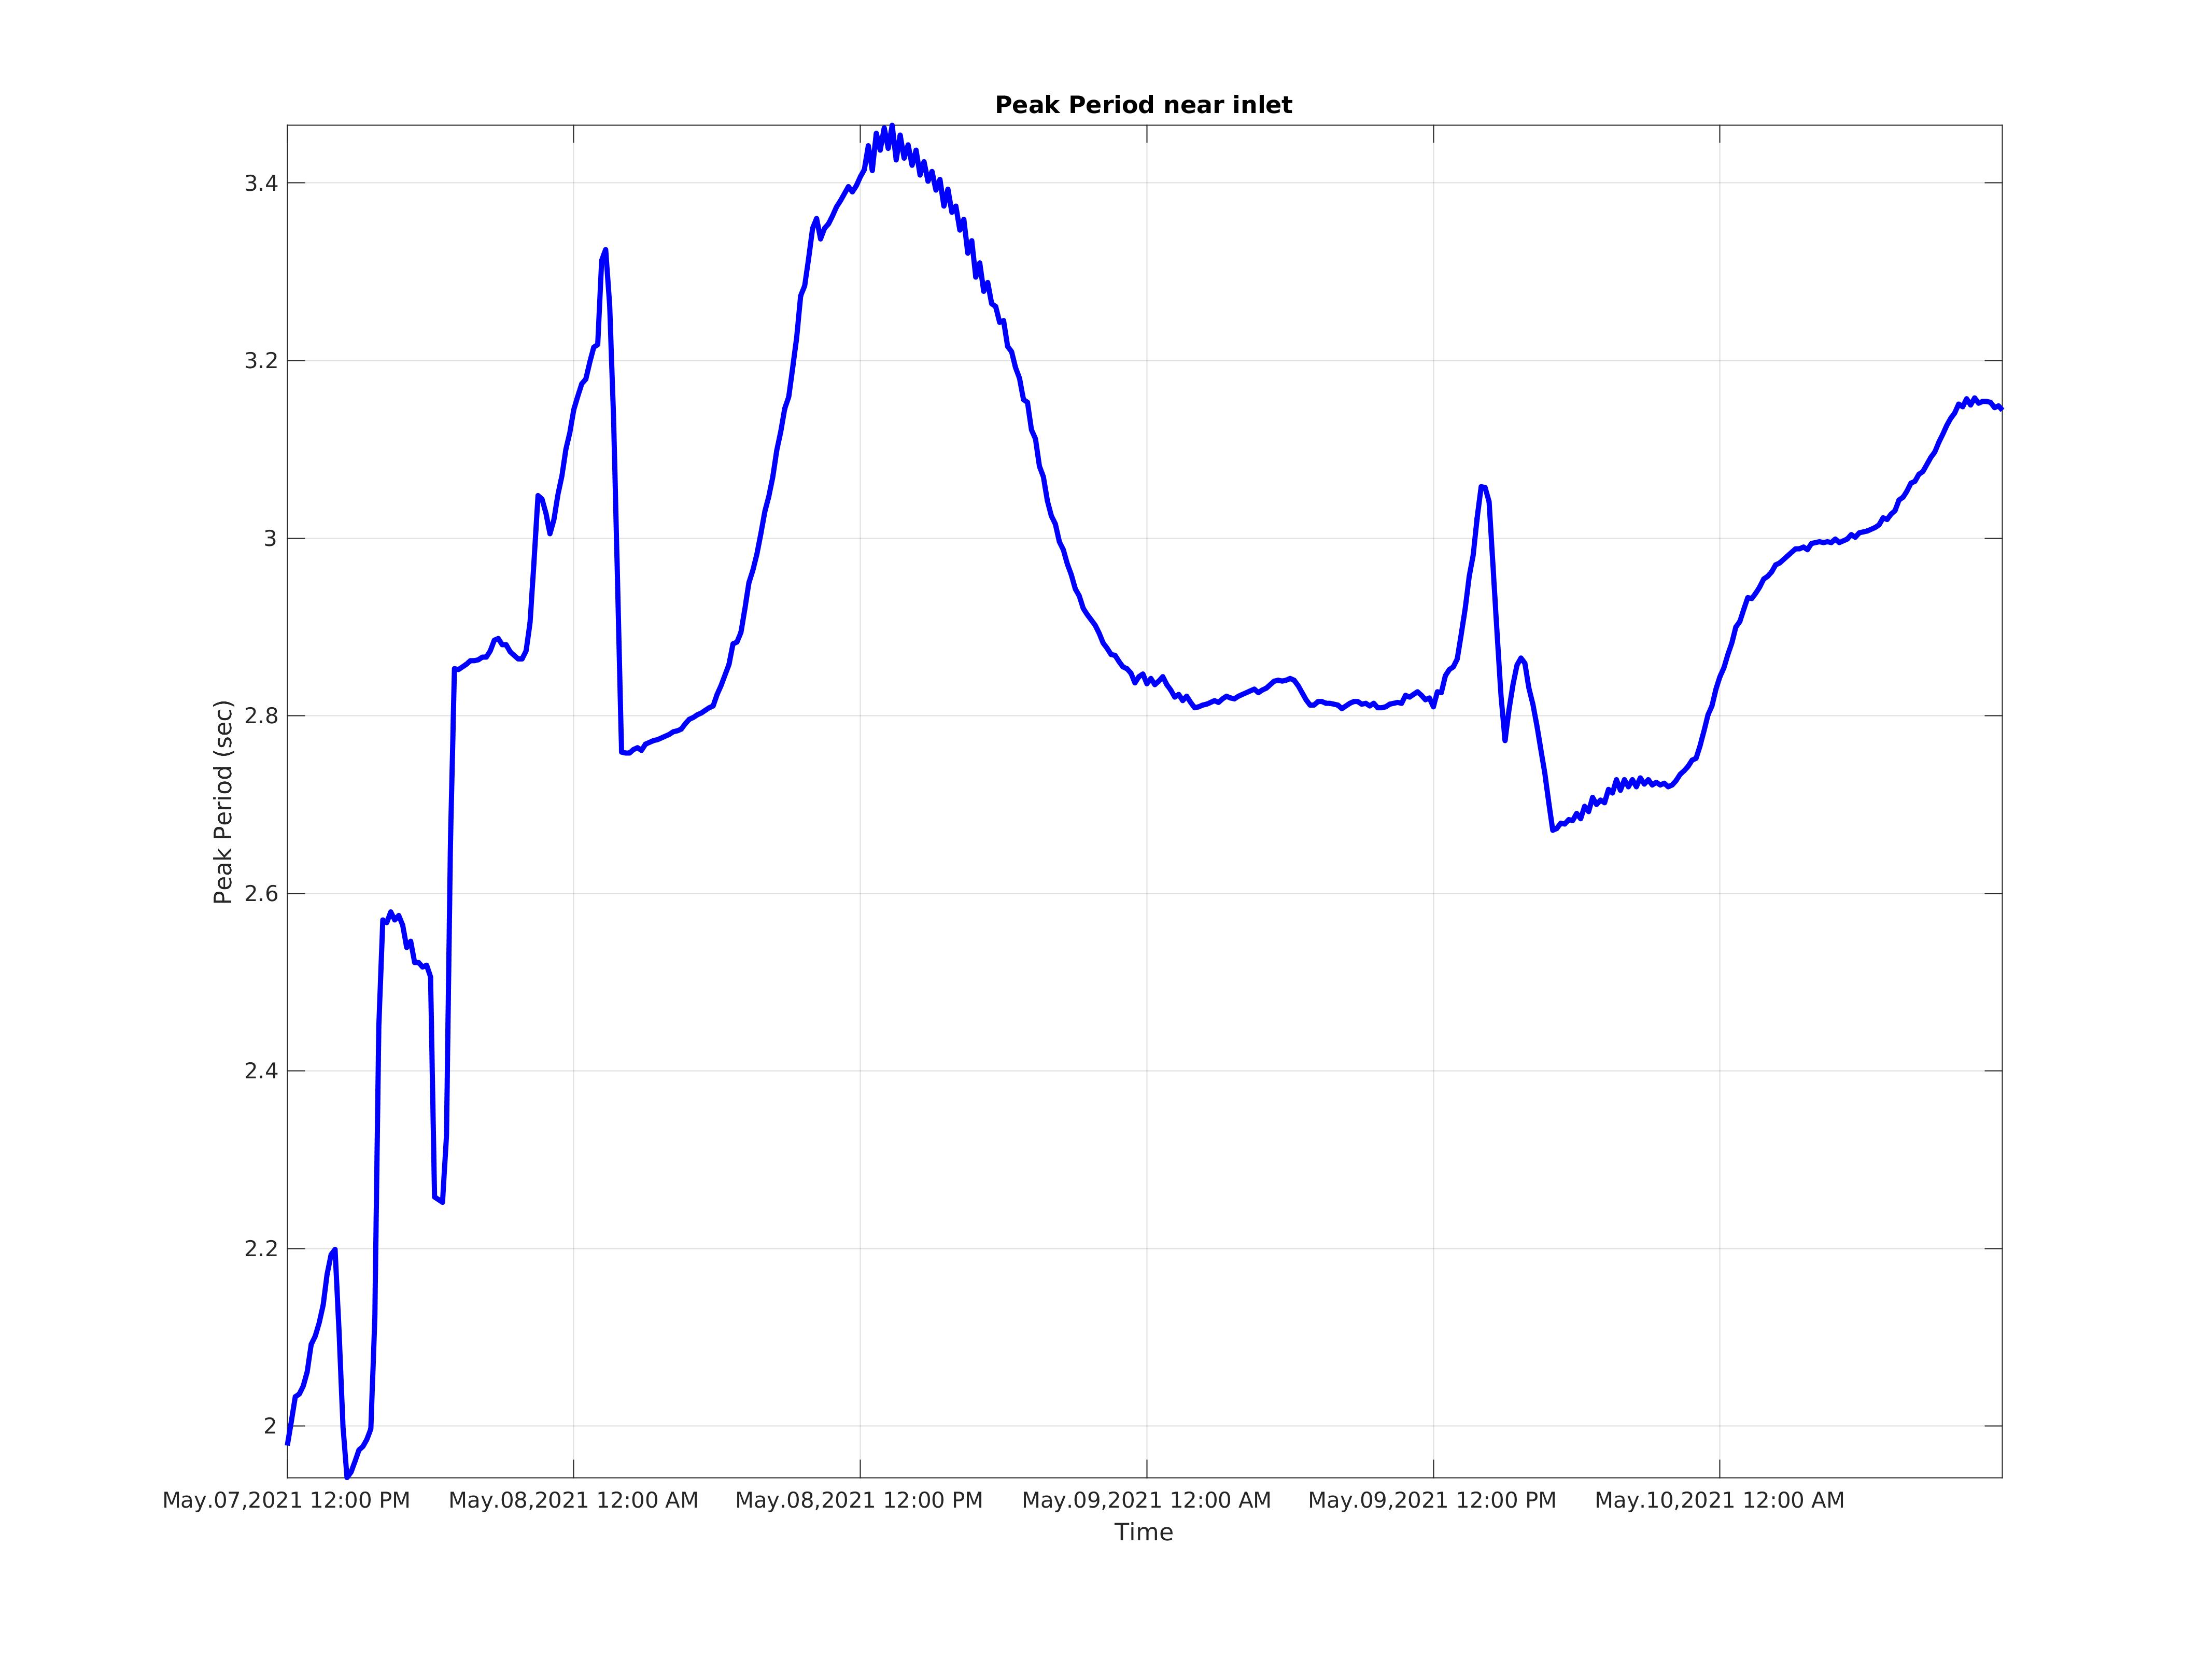 Peak Period near inlet
3.4
3.2
3
2.8
2.6
2.4
2.2
2
Peak Period (sec)
May.07,2021 12:00 PM May.08,2021 12:00 AM May.08,2021 12:00 PM May.09,2021 12:00 AM May.09,2021 12:00 PM May.10,2021 12:00 AM
Time